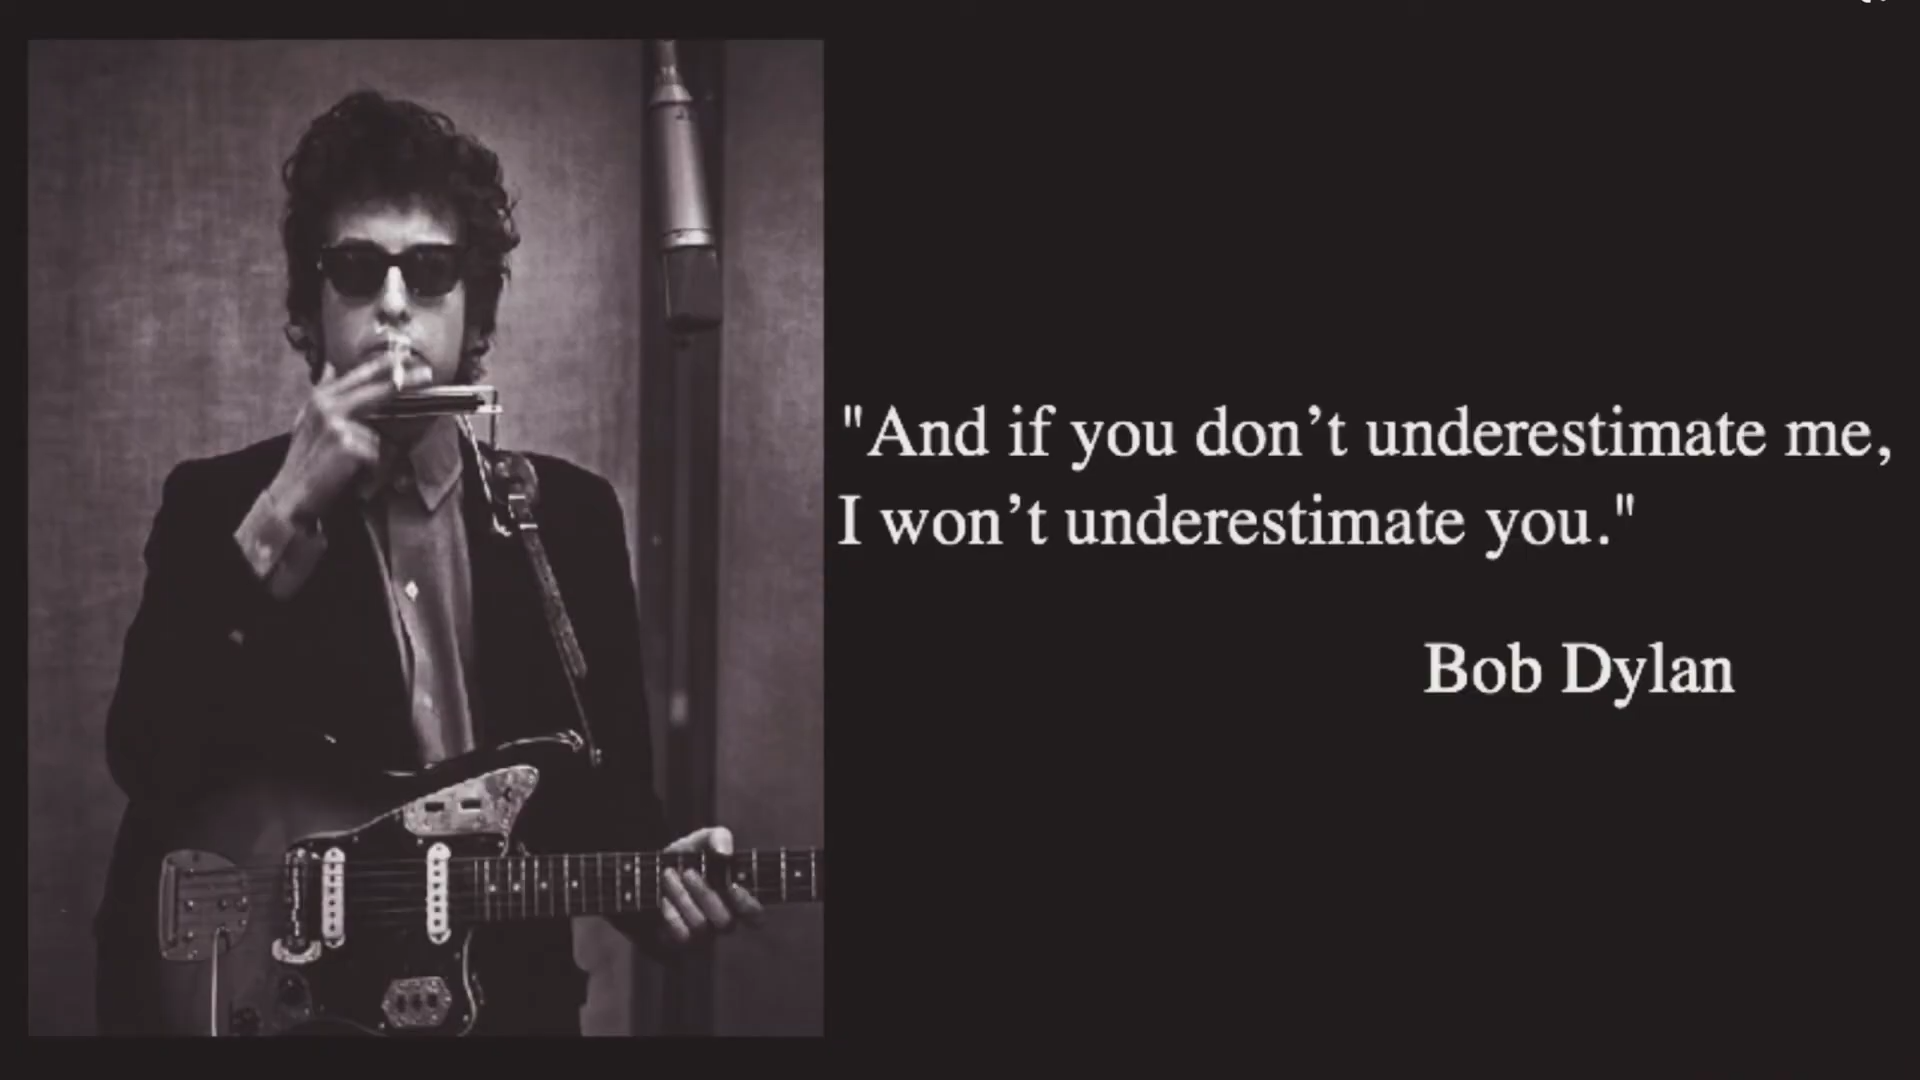 "And if you don’t underestimate me,
I won’t underestimate you."
Bob Dylan